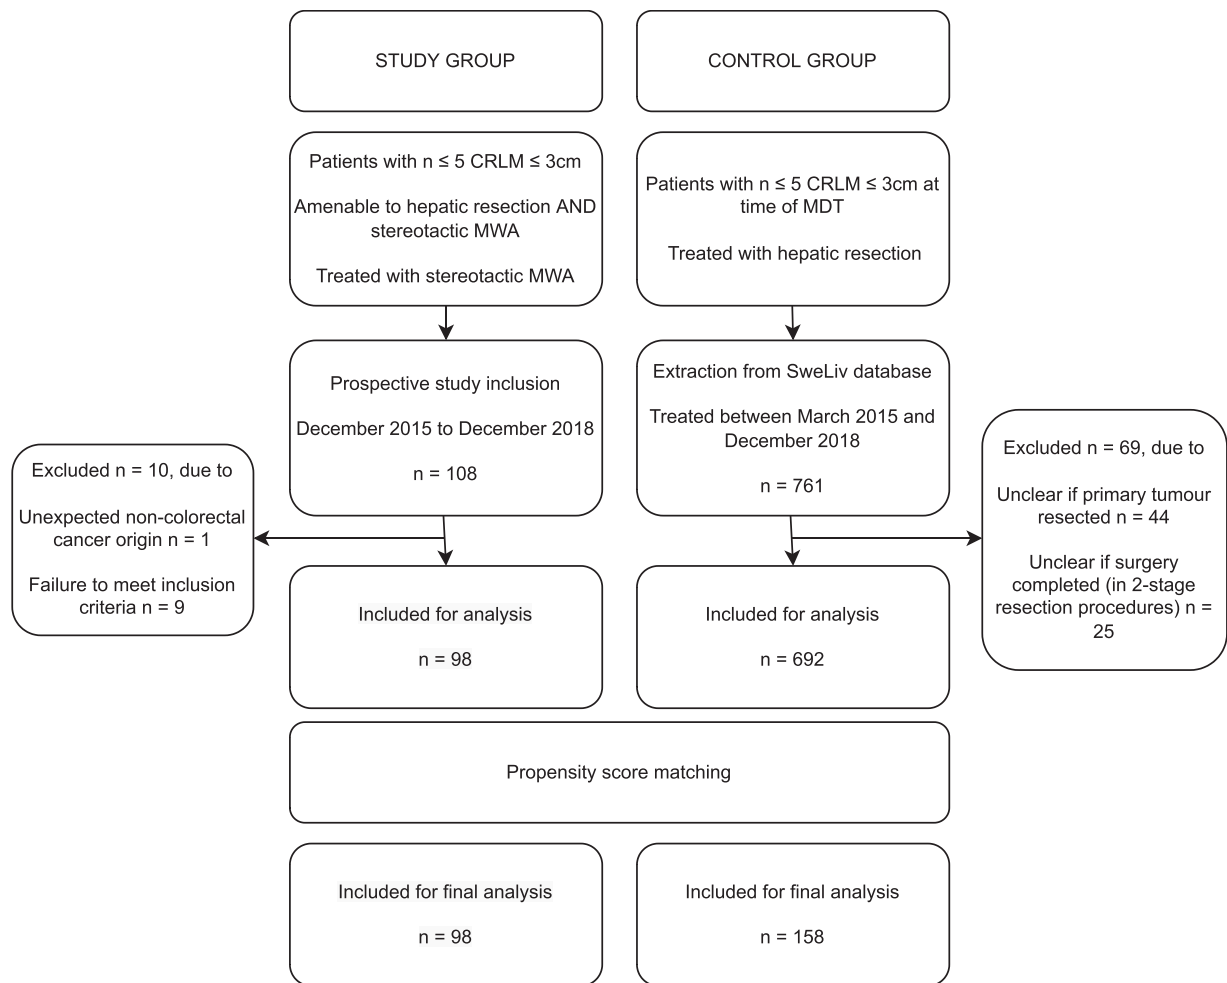 STUDY GROUP
CONTROL GROUP
Patients with n ≤ 5 CRLM ≤ 3cm
Amenable to hepatic resection AND
stereotactic MWA
Treated with stereotactic MWA
Patients with n ≤ 5 CRLM ≤ 3cm at
time of MDT
Treated with hepatic resection
Prospective study inclusion
December 2015 to December 2018
n = 108
Extraction from SweLiv database
Treated between March 2015 and
December 2018
n = 761
Excluded n = 10, due to
Unexpected non-colorectal
cancer origin n = 1
Failure to meet inclusion
criteria n = 9
Excluded n = 69, due to
Unclear if primary tumour
resected n = 44
Unclear if surgery
completed (in 2-stage
resection procedures) n =
25
Included for analysis
n = 98
Included for analysis
n = 692
Propensity score matching
Included for final analysis
n = 98
Included for final analysis
n = 158